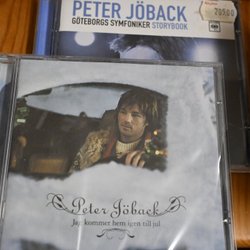 PETER JÖBACK
GÖTEBORGS SYMFONIKER STORYBOOK
Peter Jöback
Jag kommer hem igen till jul